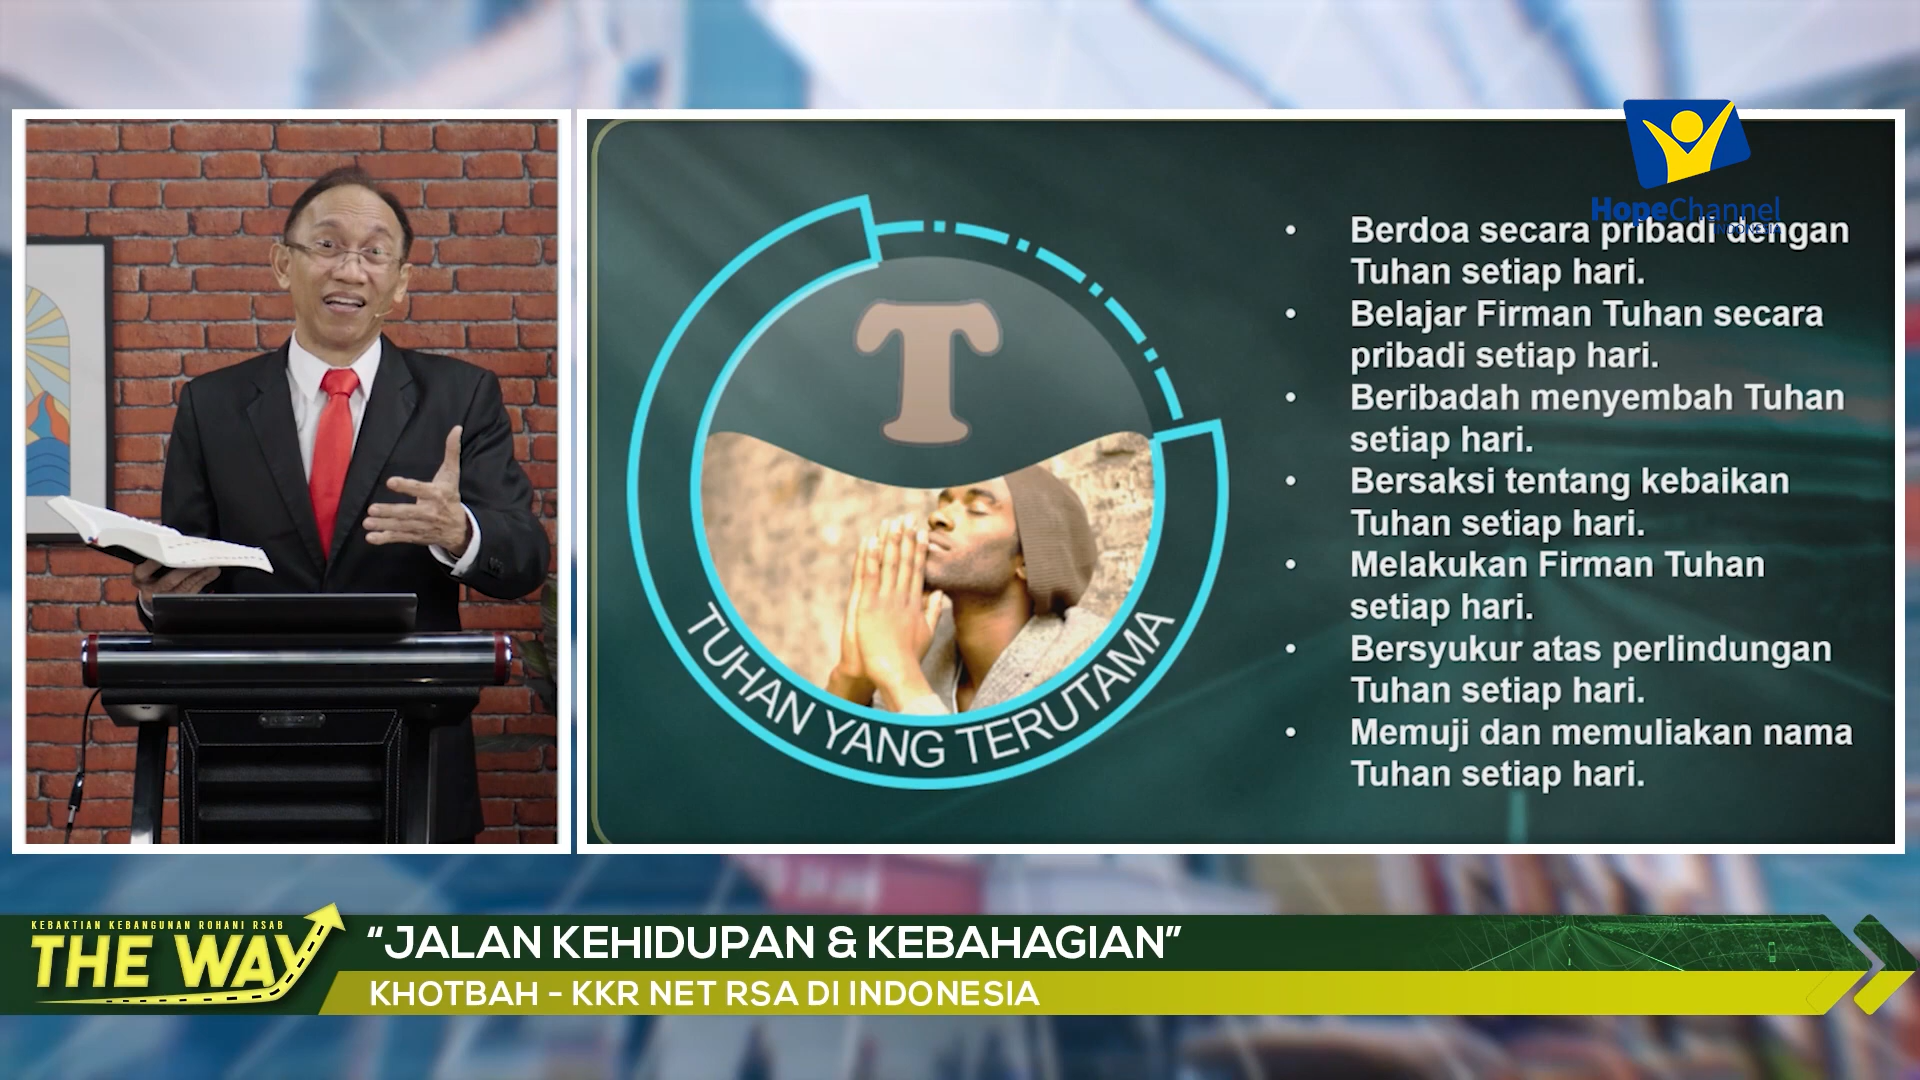 HopeChannel
INDONESIA
T
TUHAN YANG TERUTAMA
• Berdoa secara pribadi dengan
Tuhan setiap hari.
• Belajar Firman Tuhan secara
pribadi setiap hari.
• Beribadah menyembah Tuhan
setiap hari.
• Bersaksi tentang kebaikan
Tuhan setiap hari.
• Melakukan Firman Tuhan
setiap hari.
• Bersyukur atas perlindungan
Tuhan setiap hari.
• Memuji dan memuliakan nama
Tuhan setiap hari.
KEBAKTIAN KEBANGUNAN ROHANI RSAB
THE WAY
“JALAN KEHIDUPAN & KEBAHAGIAN”
KHOTBAH - KKR NET RSA DI INDONESIA